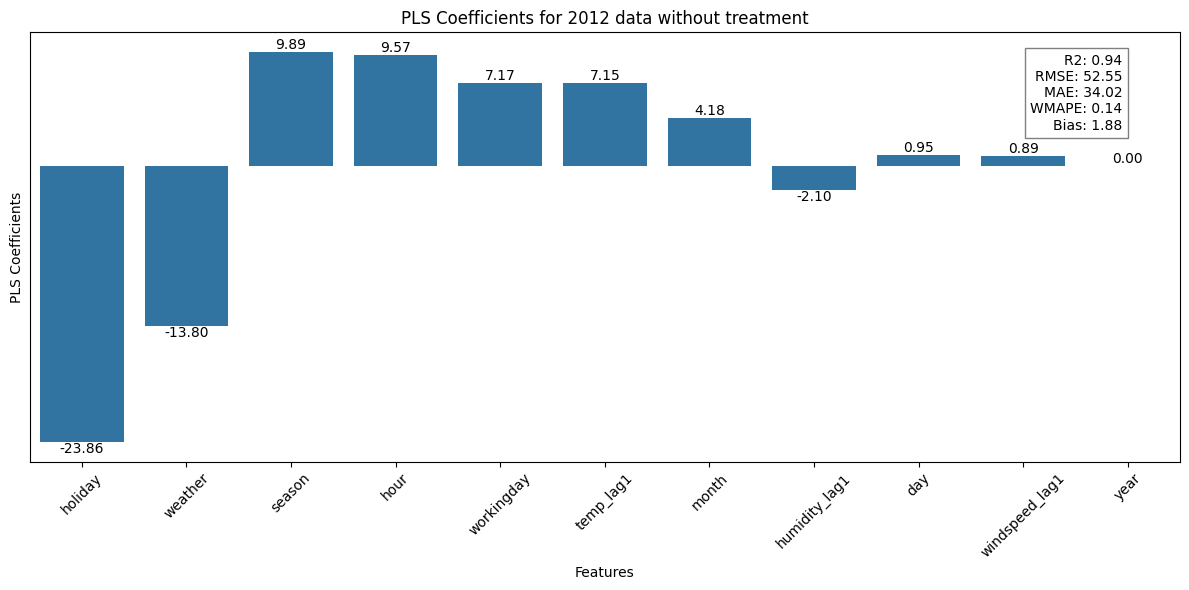 PLS Coefficients for 2012 data without treatment
R2: 0.94
RMSE: 52.55
MAE: 34.02
WMAPE: 0.14
Bias: 1.88
PLS Coefficients
-23.86
-13.80
9.89
9.57
7.17
7.15
4.18
-2.10
0.95
0.89
0.00
holiday
weather
season
hour
workingday
temp_lag1
month
humidity_lag1
day
windspeed_lag1
year
Features